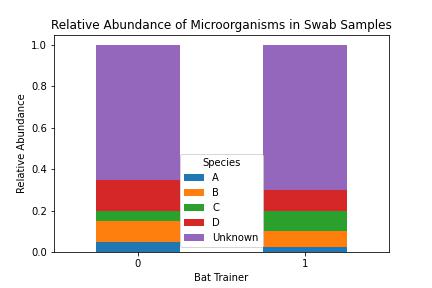 Relative Abundance of Microorganisms in Swab Samples
1.0
0.8
0.6
0.4
0.2
0.0
Relative Abundance
Species
A
B
C
D
Unknown
0 1
Bat Trainer